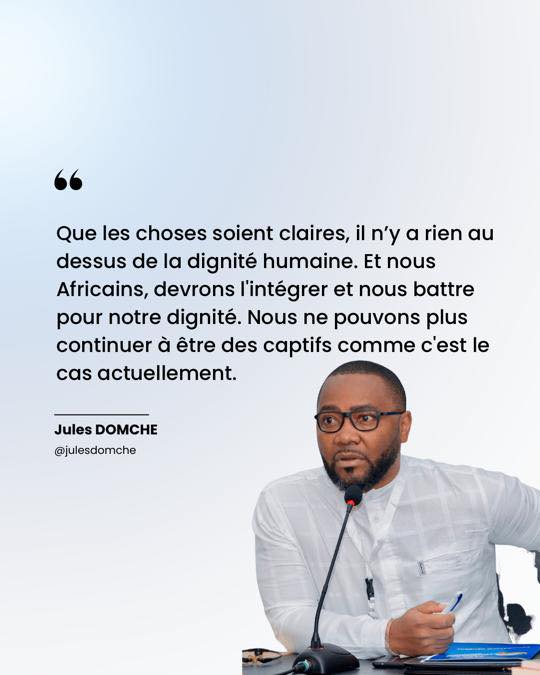 “
Que les choses soient claires, il n’y a rien au
dessus de la dignité humaine. Et nous
Africains, devrons l'intégrer et nous battre
pour notre dignité. Nous ne pouvons plus
continuer à être des captifs comme c'est le
cas actuellement.
Jules DOMCHE
@julesdomche